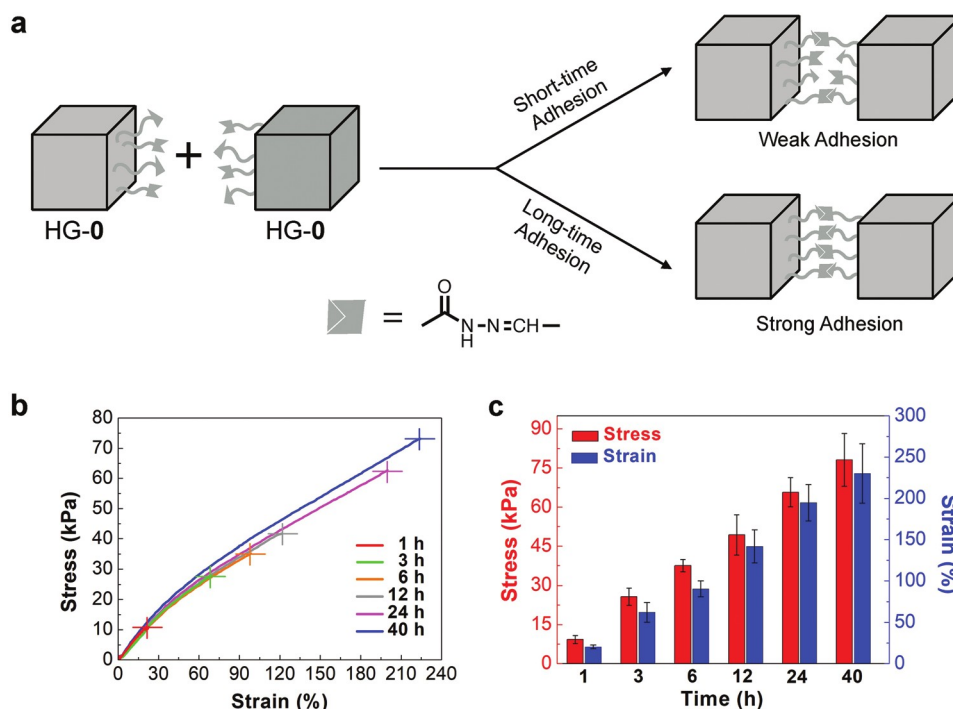 a
HG-0
+
HG-0
Short-time
Adhesion
Long-time
Adhesion
Weak Adhesion
Strong Adhesion
=
O
N
H
N=CH
b
Stress (kPa)
80
70
60
50
40
30
20
10
0
1 h
3 h
6 h
12 h
24 h
40 h
0 30 60 90 120 150 180 210 240
Strain (%)
c
Stress (kPa)
90
75
60
45
30
15
0
Stress
Strain
300
250
200
150
100
50
0
Strain (%)
1 3 6 12 24 40
Time (h)